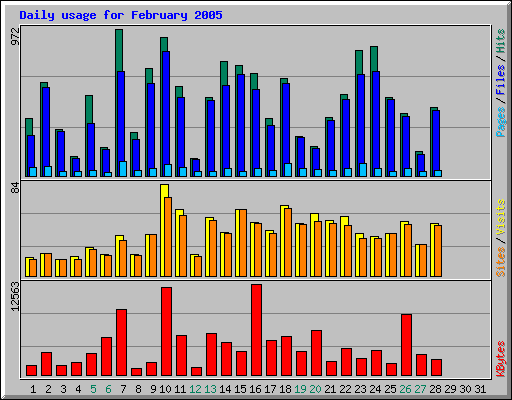 Daily usage for February 2005
972
Pages / Files / Hits
84
Sites / Visits
12563
KBytes
1 2 3 4 5 6 7 8 9 10 11 12 13 14 15 16 17 18 19 20 21 22 23 24 25 26 27 28 29 30 31